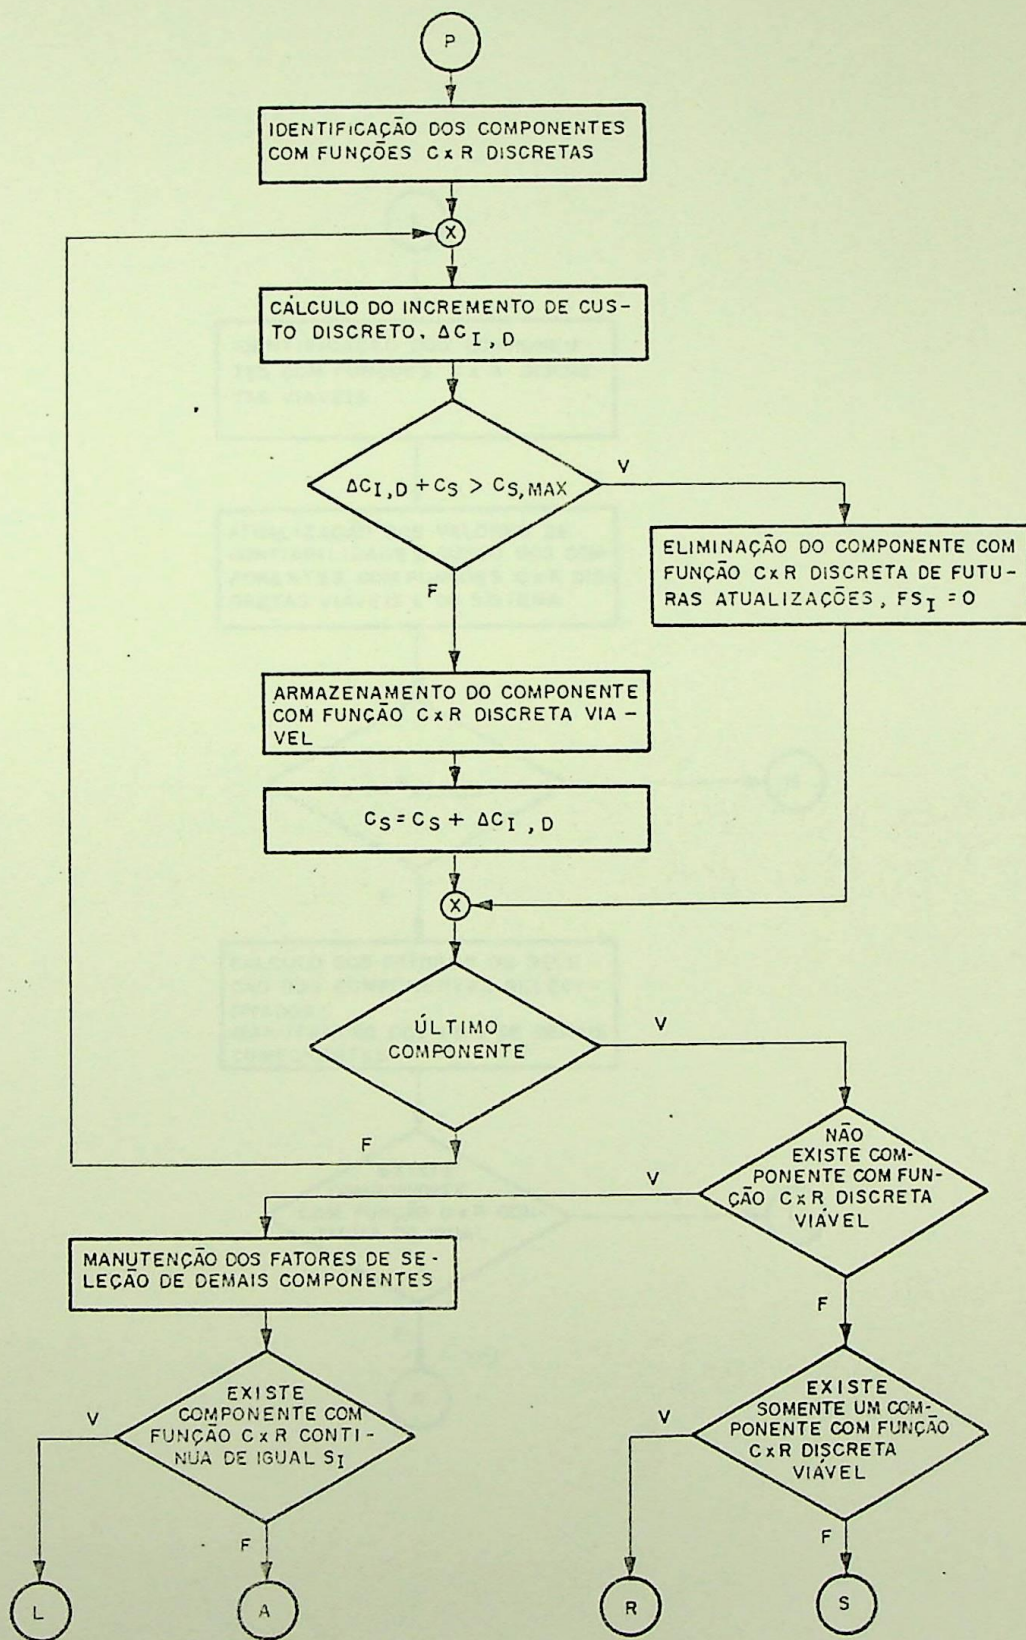 P
IDENTIFICAÇÃO DOS COMPONENTES
COM FUNÇÕES C x R DISCRETAS
X
CÁLCULO DO INCREMENTO DE CUS-
TO DISCRETO, ΔC I, D
ΔC I,D + C S > C S,MAX
V
F
ELIMINAÇÃO DO COMPONENTE COM
FUNÇÃO C x R DISCRETA DE FUTU-
RAS ATUALIZAÇÕES, FS I = 0
ARMAZENAMENTO DO COMPONENTE
COM FUNÇÃO C x R DISCRETA VIA-
VEL
C S = C S + ΔC I, D
X
ÚLTIMO
COMPONENTE
V
F
NÃO
EXISTE COM-
PONENTE COM FUN-
ÇÃO C x R DISCRETA
VIÁVEL
V
F
MANUTENÇÃO DOS FATORES DE SE-
LEÇÃO DE DEMAIS COMPONENTES
EXISTE
COMPONENTE COM
FUNÇÃO C x R CONTI-
NUA DE IGUAL S I
V
F
EXISTE
SOMENTE UM COM-
PONENTE COM FUNÇÃO
C x R DISCRETA
VIÁVEL
V
F
L
A
R
S